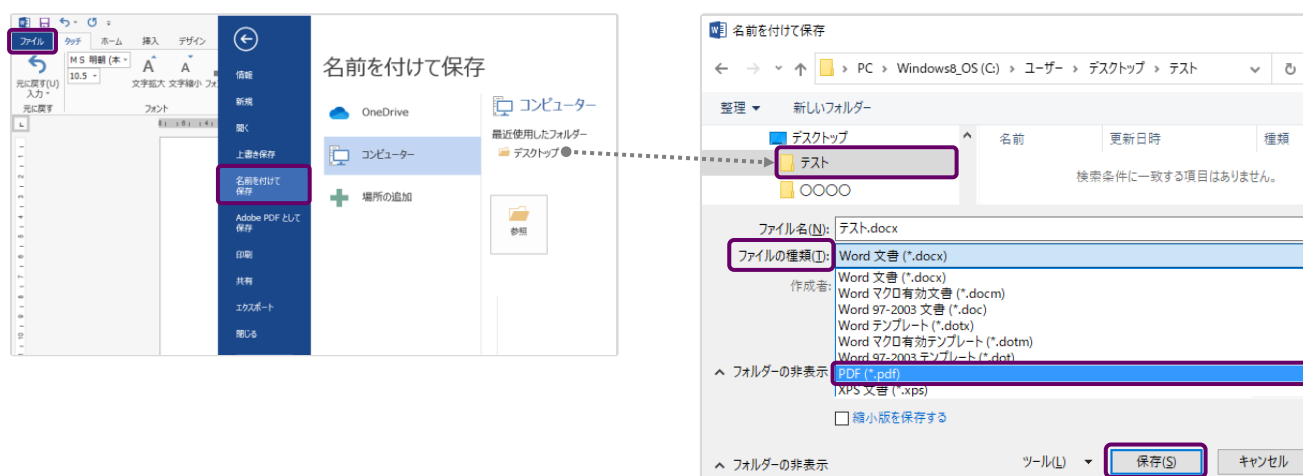 ファイル タッチ ホーム 挿入 デザイン
元に戻す(U)
入力
元に戻す
ＭＳ 明朝 (本
10.5
A A
文字拡大 文字縮小 フォ
フォント
情報
新規
開く
上書き保存
名前を付けて
保存
Adobe PDF として
保存
印刷
共有
エクスポート
閉じる
名前を付けて保存
OneDrive
コンピューター
場所の追加
コンピューター
最近使用したフォルダー
デスクトップ
参照
名前を付けて保存
PC › Windows8_OS (C:) › ユーザー › デスクトップ › テスト
整理 新しいフォルダー
デスクトップ
テスト
〇〇〇〇
名前 更新日時 種類
検索条件に一致する項目はありません。
ファイル名(N): テスト.docx
ファイルの種類(T): Word 文書 (*.docx)
作成者:
Word 文書 (*.docx)
Word マクロ有効文書 (*.docm)
Word 97-2003 文書 (*.doc)
Word テンプレート (*.dotx)
Word マクロ有効テンプレート (*.dotm)
Word 97-2003 テンプレート (*.dot)
PDF (*.pdf)
XPS 文書 (*.xps)
フォルダーの非表示
縮小版を保存する
フォルダーの非表示 ツール(L) 保存(S) キャンセル